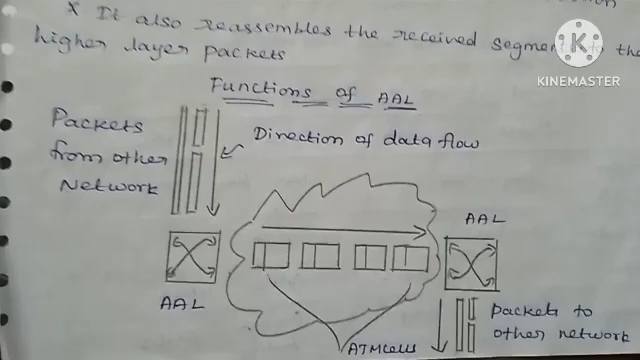 * It also reassembles the received segments to the
higher layer packets
KINEMASTER
Functions of AAL
Packets
from other
Network
Direction of data flow
AAL
AAL
ATM cells
packets to
other network